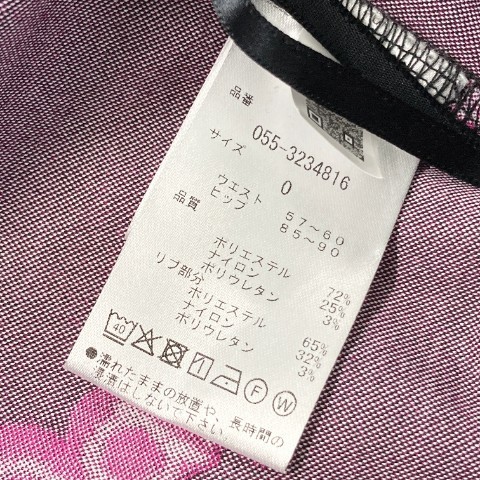 品番
055-3234816
サイズ
0
ウエスト 57～60
ヒップ 85～90
品質
ポリエステル 72%
ナイロン 25%
ポリウレタン 3%
リブ部分
ポリエステル 65%
ナイロン 32%
ポリウレタン 3%
40 F W
●濡れたままの放置や、長時間の
浸漬はしないで下さい。